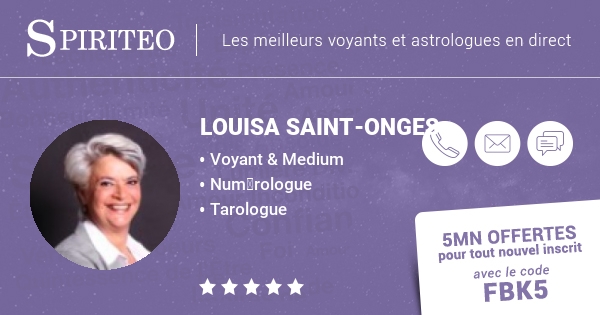 SPIRITEO
Les meilleurs voyants et astrologues en direct
LOUISA SAINT-ONGES
• Voyant & Medium
• Num▯rologue
• Tarologue
5MN OFFERTES
pour tout nouvel inscrit
avec le code
FBK5